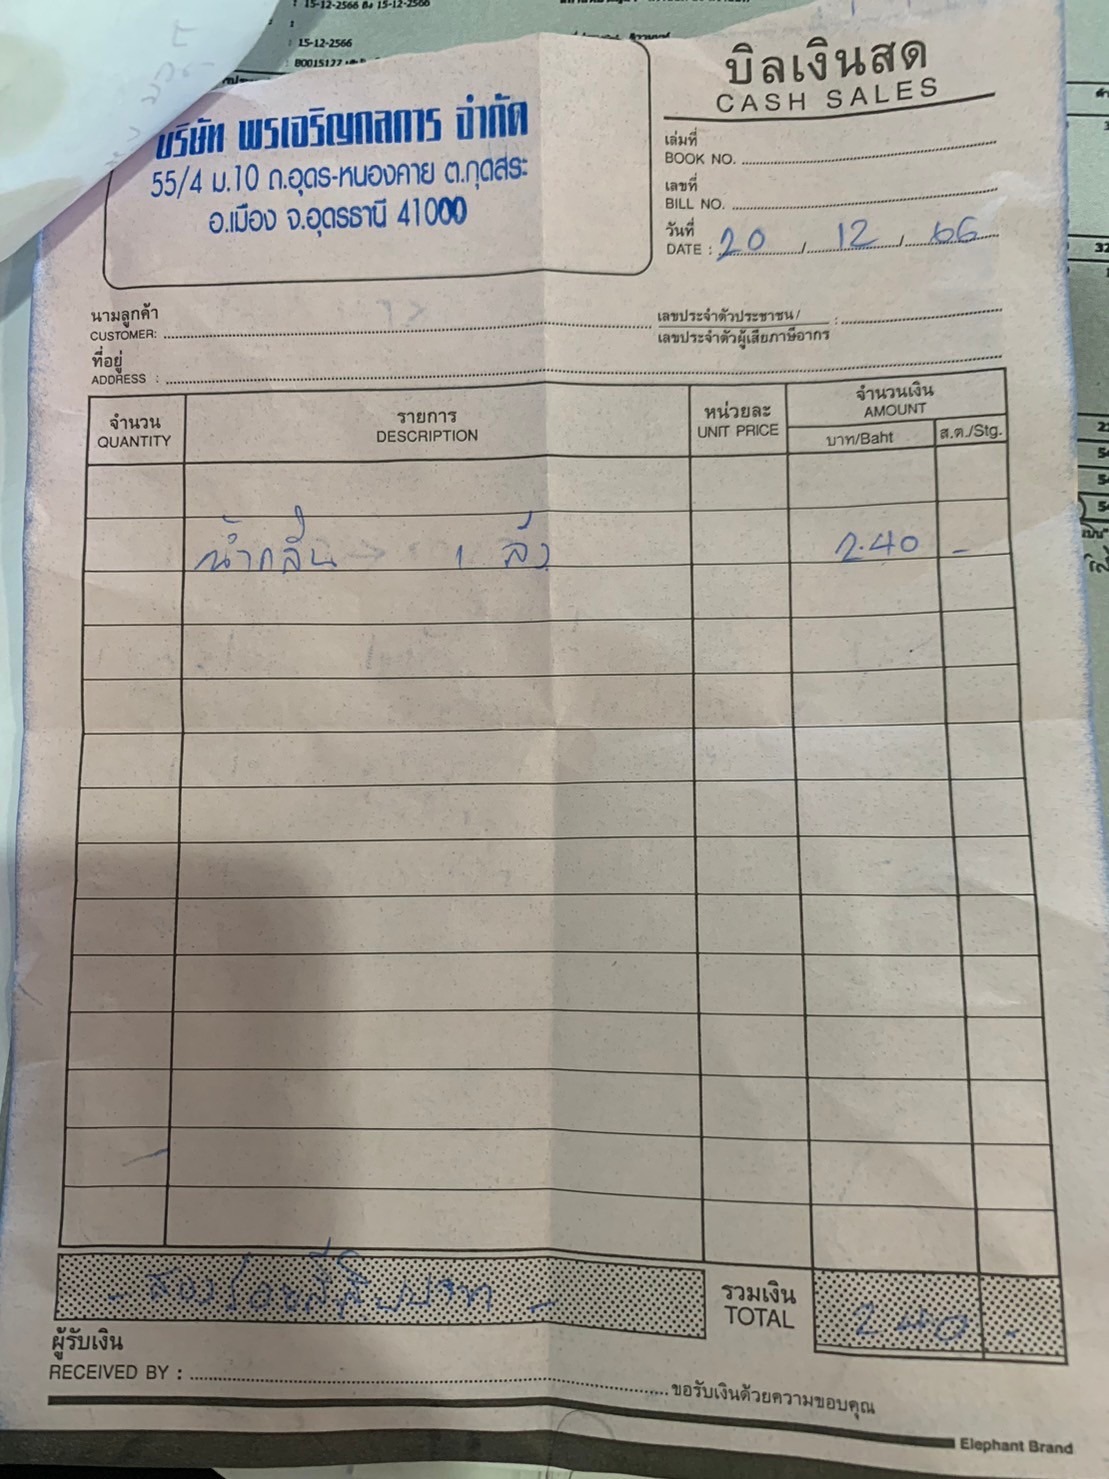 : 15-12-2566 ถึง 15-12-2566
:
: 15-12-2566
: B0015127
บิลเงินสด
CASH SALES
บริษัท พรเจริญกลการ จำกัด
55/4 ม.10 ถ.อุดร-หนองคาย ต.กุดสระ
อ.เมือง จ.อุดรธานี 41000
เล่มที่
BOOK NO.
เลขที่
BILL NO.
วันที่
DATE : 20 / 12 / 66
นามลูกค้า
CUSTOMER:
เลขประจำตัวประชาชน/
เลขประจำตัวผู้เสียภาษีอากร :
ที่อยู่
ADDRESS :
จำนวน รายการ หน่วยละ จำนวนเงิน
QUANTITY DESCRIPTION UNIT PRICE AMOUNT
บาท/Baht ส.ต./Stg.
น้ำกลั่น 1 ลัง 240 -
- สองร้อยสี่สิบบาท -
รวมเงิน
TOTAL 240 -
ผู้รับเงิน
RECEIVED BY :
ขอรับเงินด้วยความขอบคุณ
Elephant Brand